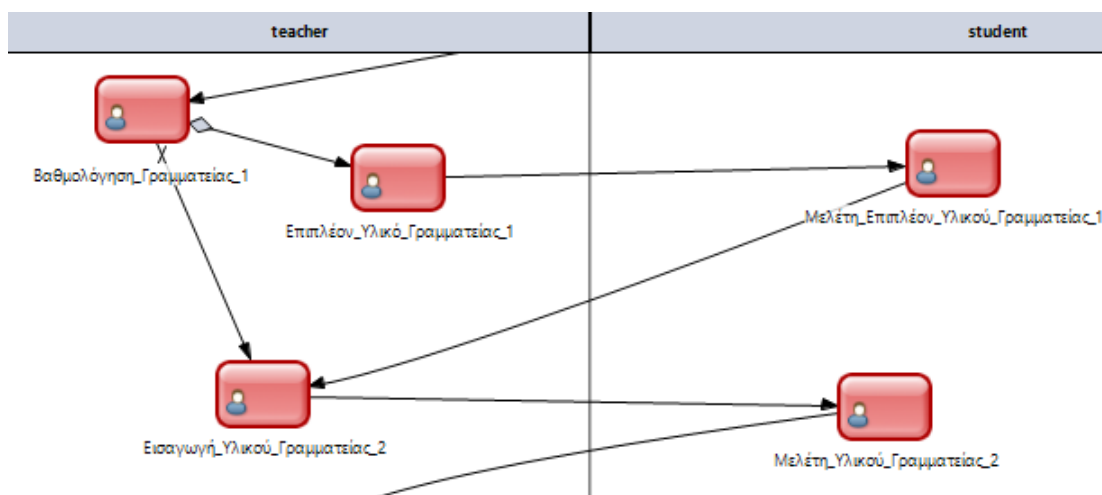 teacher
student
Βαθμολόγηση_Γραμματείας_1
Επιπλέον_Υλικό_Γραμματείας_1
Μελέτη_Επιπλέον_Υλικού_Γραμματείας_1
Εισαγωγή_Υλικού_Γραμματείας_2
Μελέτη_Υλικού_Γραμματείας_2